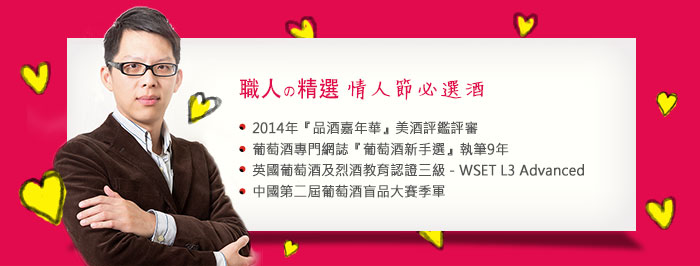 職人の精選 情人節必選酒
• 2014年『品酒嘉年華』美酒評鑑評審
• 葡萄酒專門網誌『葡萄酒新手選』執筆9年
• 英國葡萄酒及烈酒教育認證三級 - WSET L3 Advanced
• 中國第二屆葡萄酒盲品大賽季軍